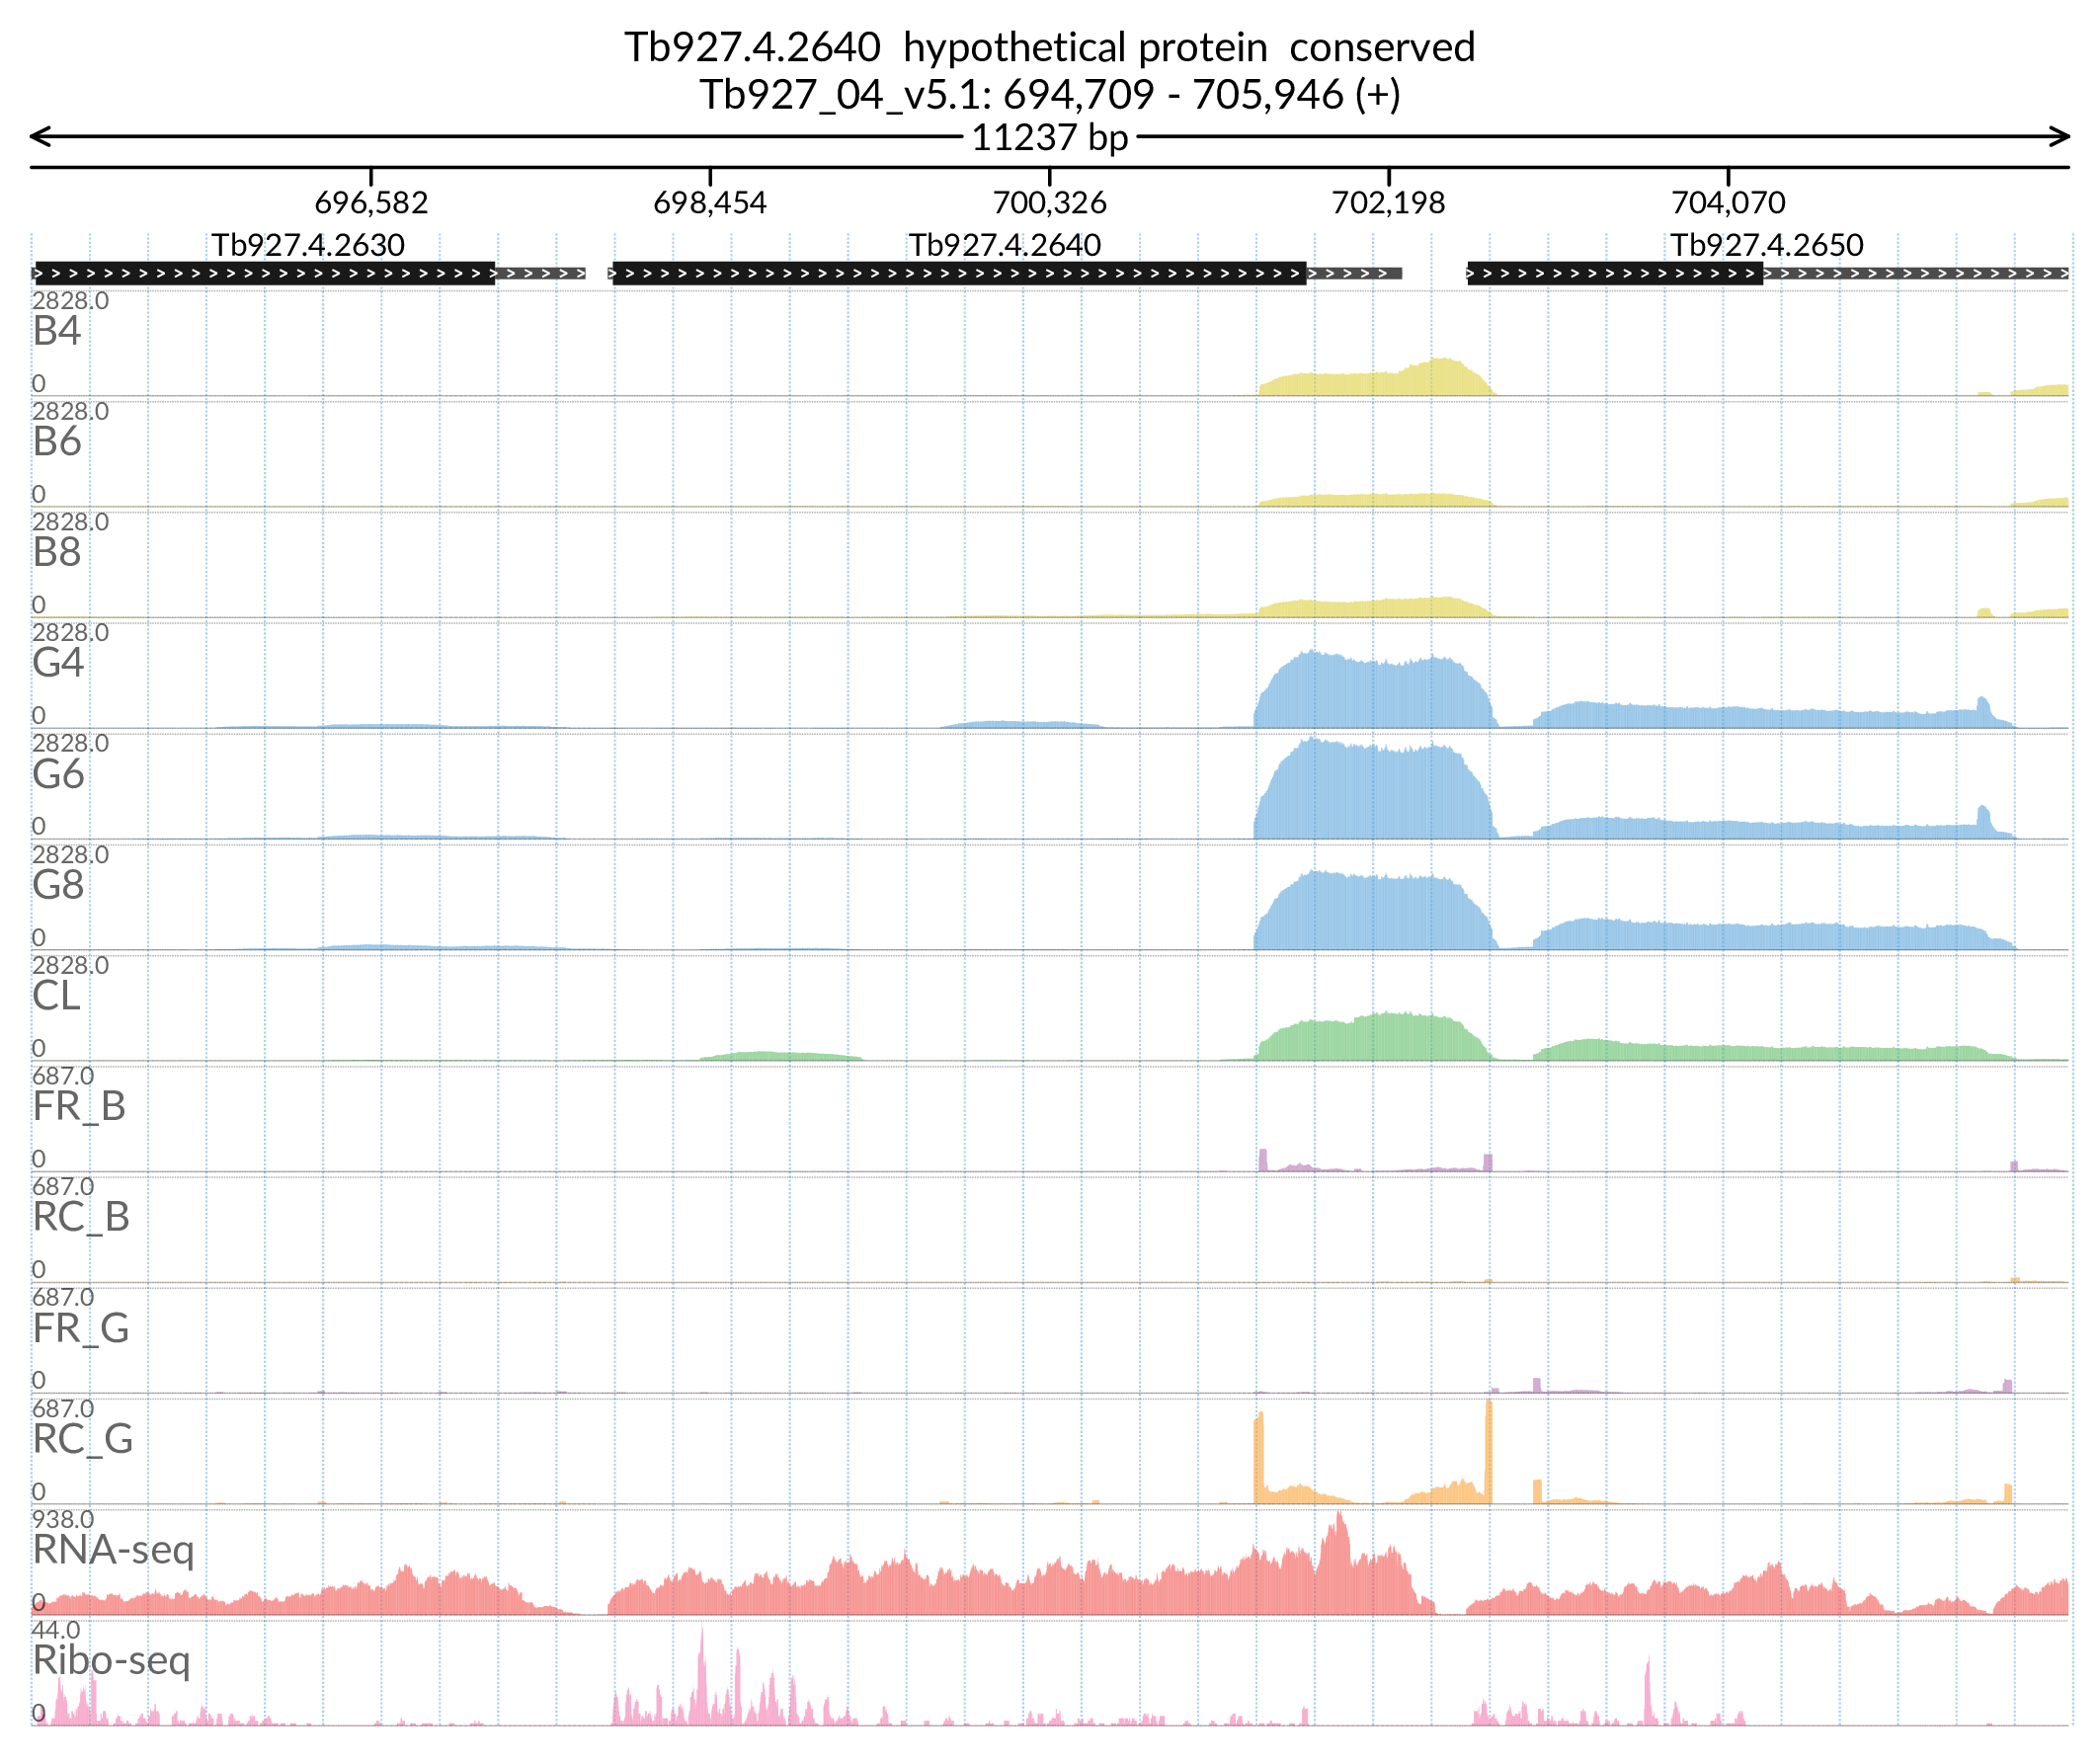 Tb927.4.2640  hypothetical protein  conserved
Tb927_04_v5.1: 694,709 - 705,946 (+)
11237 bp
696,582 698,454 700,326 702,198 704,070
Tb927.4.2630 Tb927.4.2640 Tb927.4.2650
2828.0
B4
0
2828.0
B6
0
2828.0
B8
0
2828.0
G4
0
2828.0
G6
0
2828.0
G8
0
2828.0
CL
0
687.0
FR_B
0
687.0
RC_B
0
687.0
FR_G
0
687.0
RC_G
0
938.0
RNA-seq
0
44.0
Ribo-seq
0